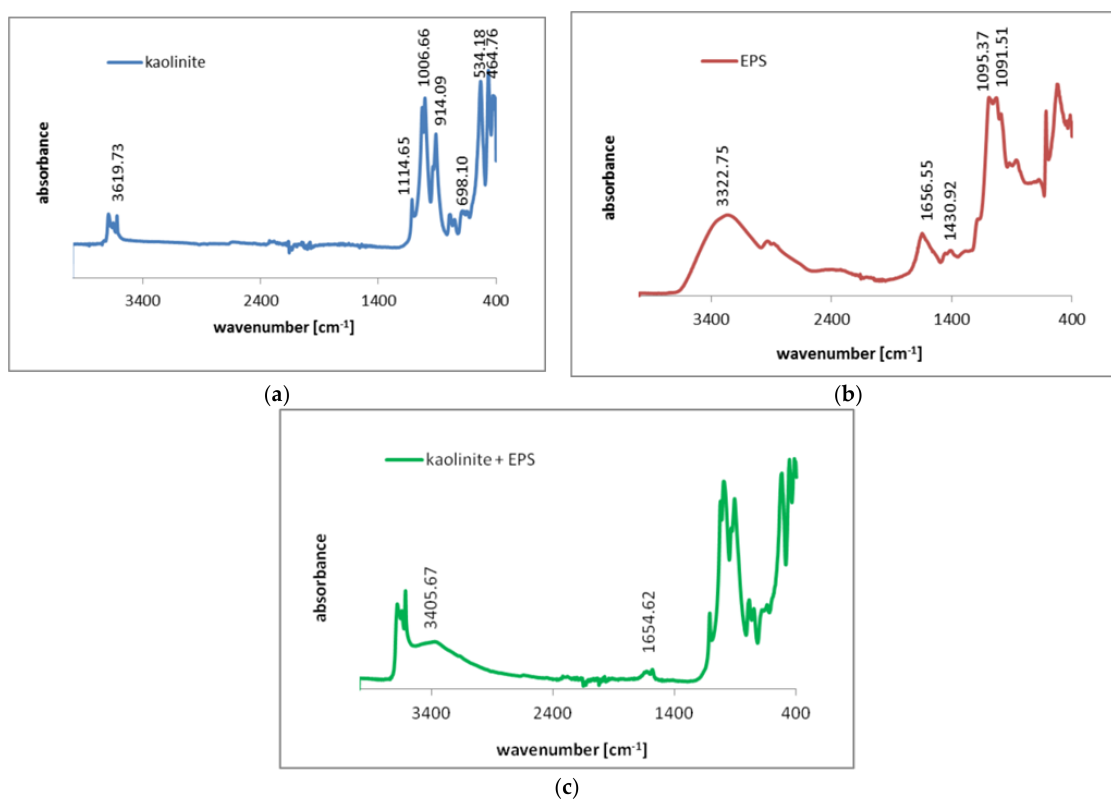 kaolinite
absorbance
3619.73
1114.65
1006.66
914.09
698.10
534.18
464.76
3400
2400
1400
400
wavenumber [cm-1]
(a)
EPS
absorbance
3322.75
1656.55
1430.92
1095.37
1091.51
3400
2400
1400
400
wavenumber [cm-1]
(b)
kaolinite + EPS
absorbance
3405.67
1654.62
3400
2400
1400
400
wavenumber [cm-1]
(c)